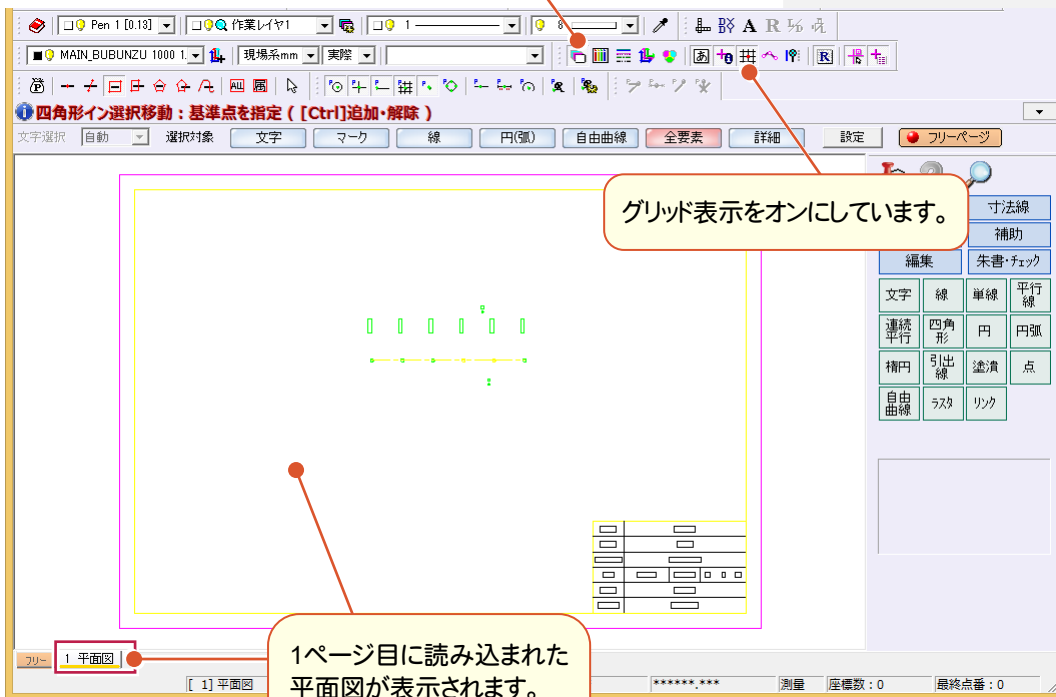 Pen 1 [0.13] 作業レイヤ1 1 8
A R
MAIN_BUBUNZU 1000 1. 現場系mm 実際 あ R
四角形イン選択移動：基準点を指定 ( [Ctrl]追加・解除 )
文字選択 自動 選択対象 文字 マーク 線 円(弧) 自由曲線 全要素 詳細 設定 フリーページ
グリッド表示をオンにしています。
寸法線
補助
編集 朱書・チェック
文字 線 単線 平行線
連続平行 四角形 円 円弧
楕円 引出線 塗潰 点
自由曲線 ラスタ リンク
1ページ目に読み込まれた
平面図が表示されます。
フリー 1 平面図
[ 1] 平面図 ******.*** 測量 座標数：0 最終点番：0